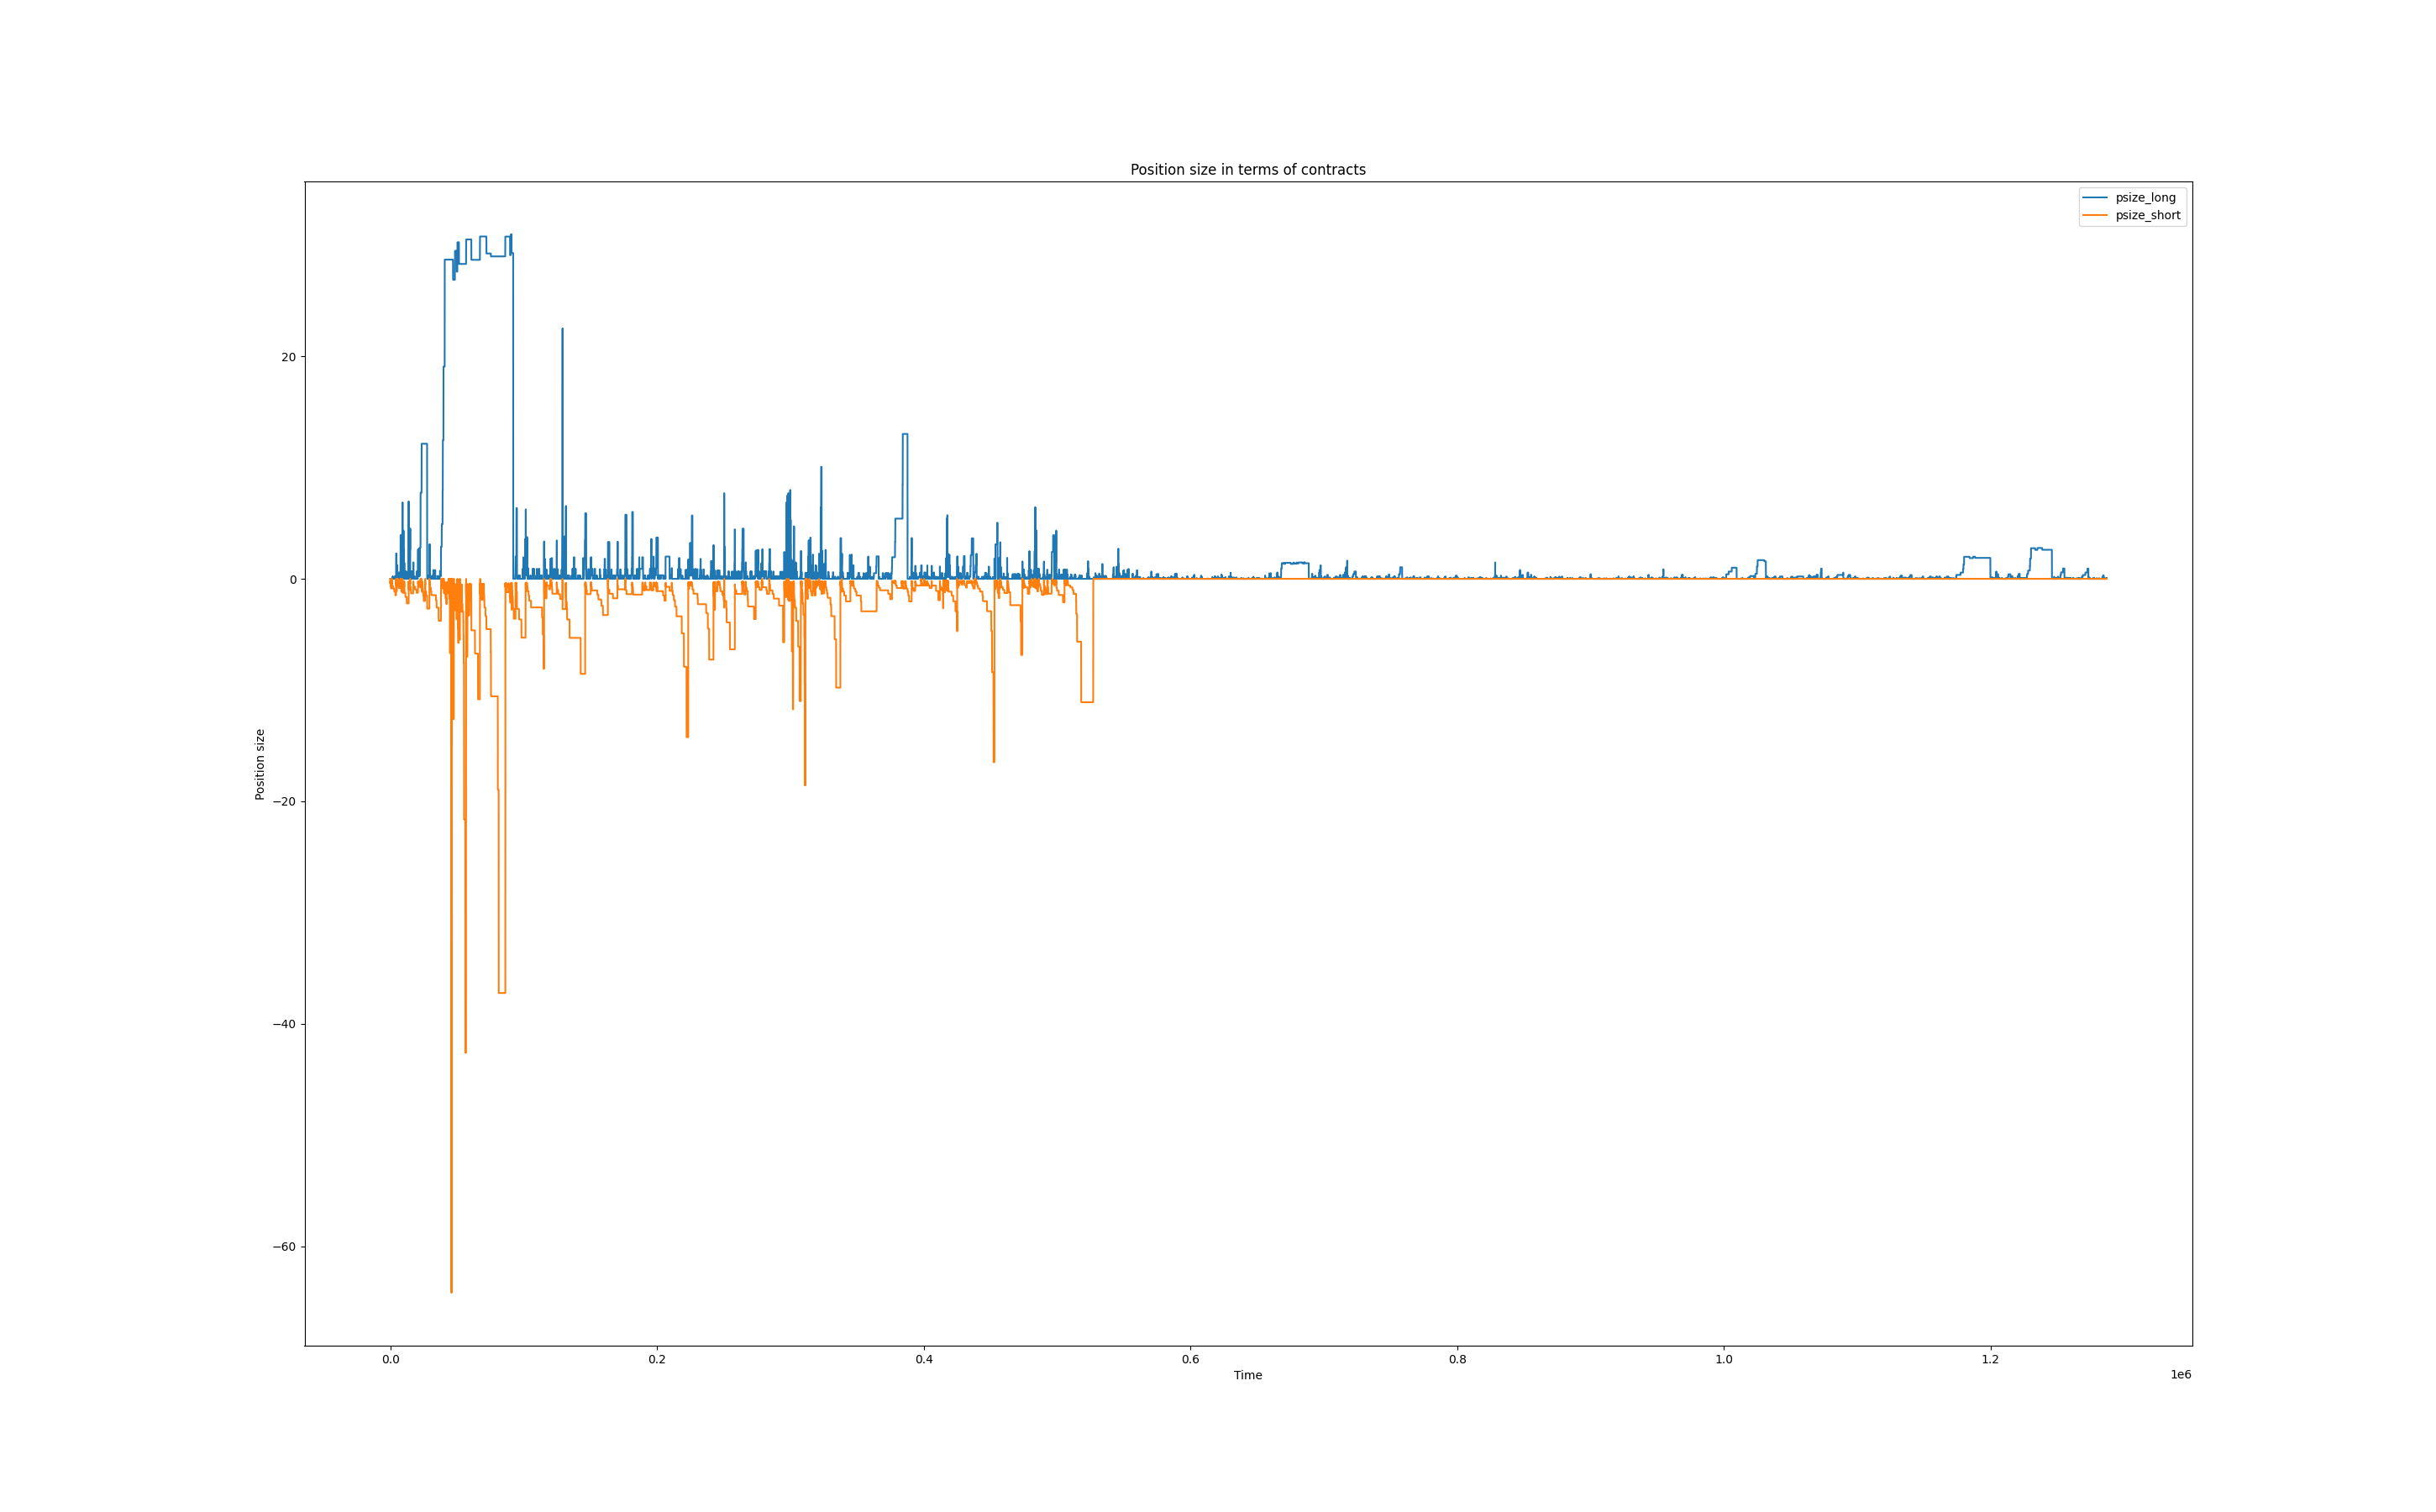 Position size in terms of contracts
psize_long
psize_short
20
0
−20
−40
−60
Position size
0.0
0.2
0.4
0.6
0.8
1.0
1.2
Time
1e6